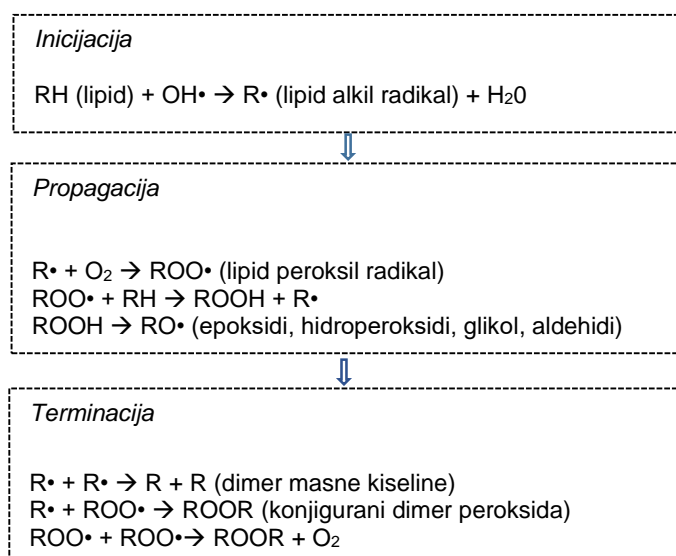 Inicijacija
RH (lipid) + OH• → R• (lipid alkil radikal) + H₂0
Propagacija
R• + O₂ → ROO• (lipid peroksil radikal)
ROO• + RH → ROOH + R•
ROOH → RO• (epoksidi, hidroperoksidi, glikol, aldehidi)
Terminacija
R• + R• → R + R (dimer masne kiseline)
R• + ROO• → ROOR (konjigurani dimer peroksida)
ROO• + ROO•→ ROOR + O₂